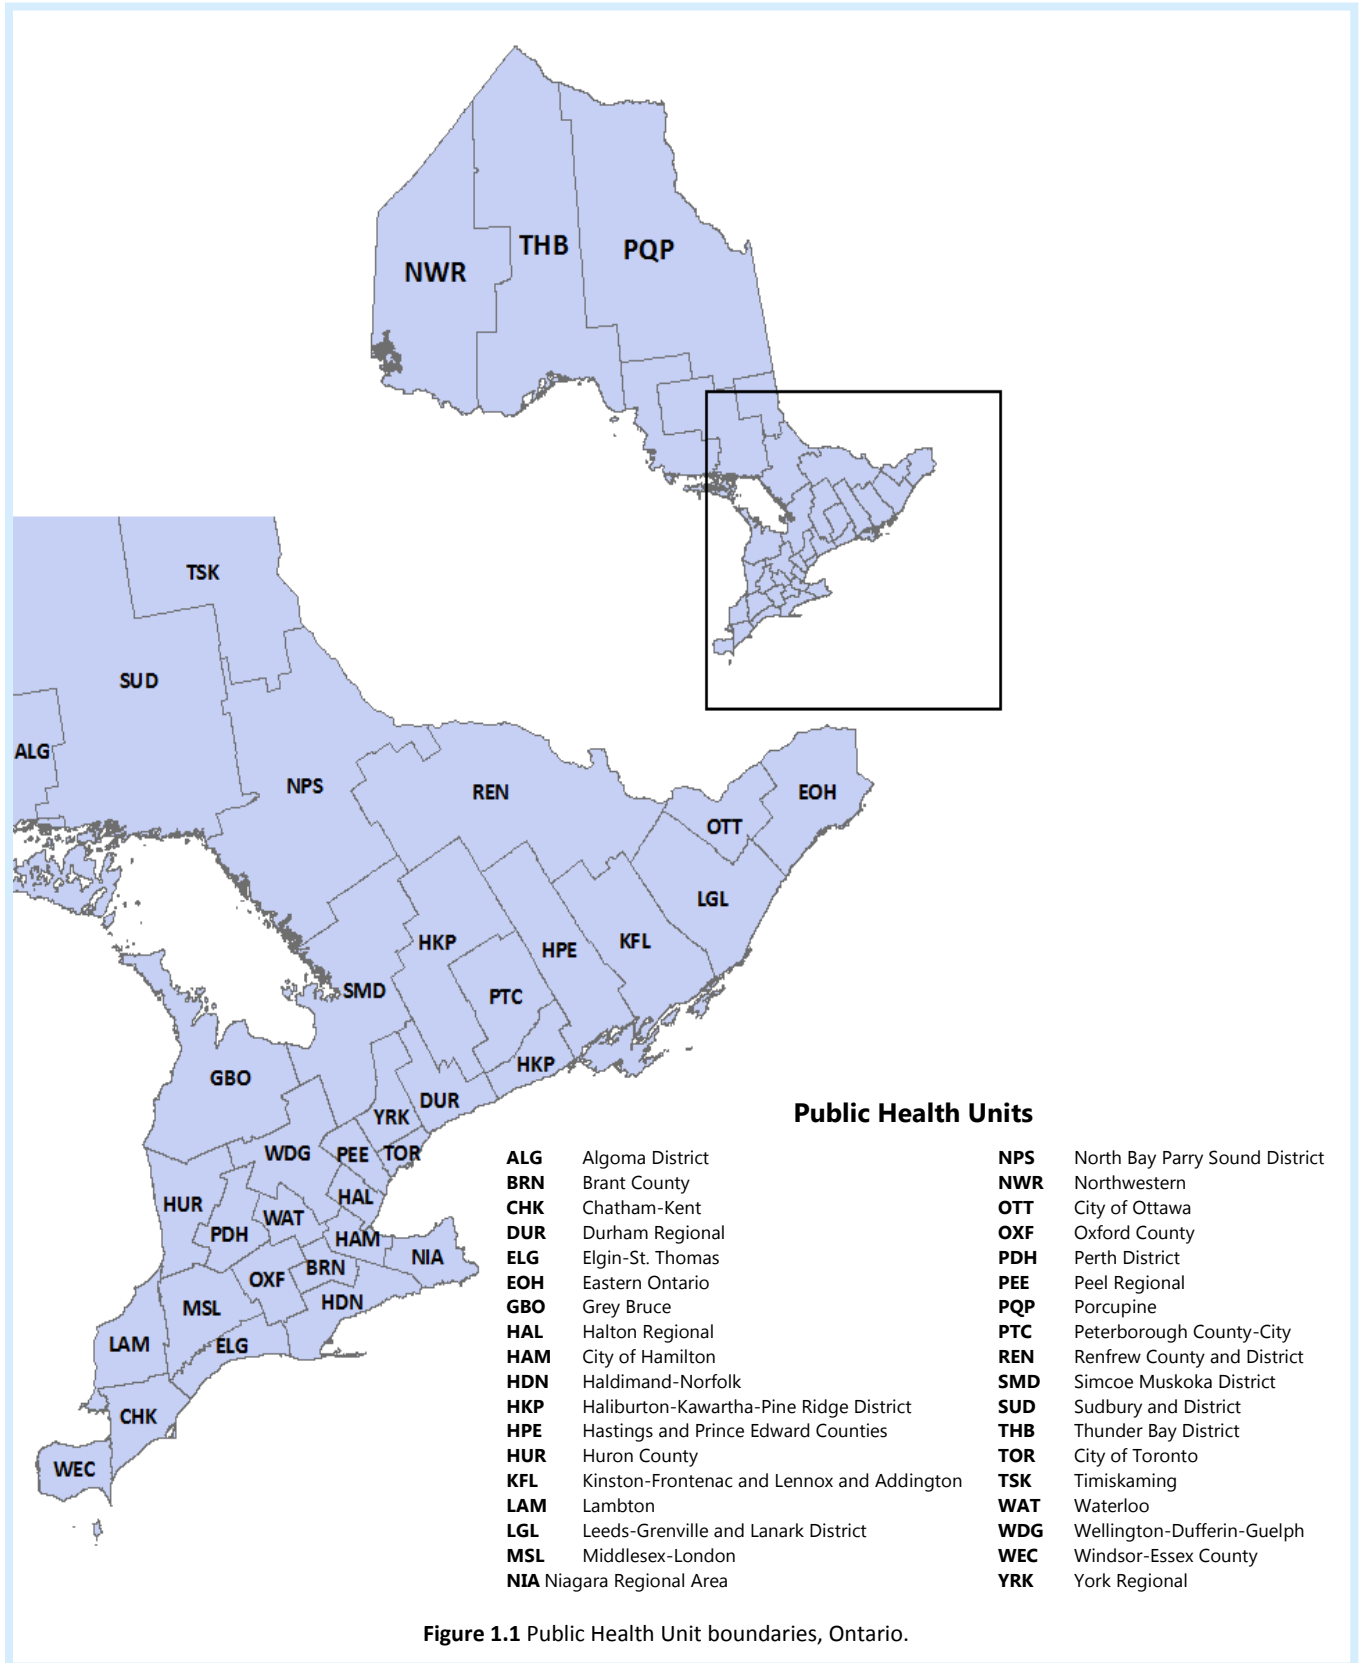 THB
PQP
NWR
TSK
SUD
ALG
NPS
REN
EOH
OTT
LGL
HKP
HPE
KFL
SMD
PTC
HKP
GBO
DUR
YRK
WDG
PEE
TOR
HUR
HAL
WAT
PDH
HAM
NIA
OXF
BRN
MSL
HDN
LAM
ELG
CHK
WEC
Public Health Units
ALG Algoma District
BRN Brant County
CHK Chatham-Kent
DUR Durham Regional
ELG Elgin-St. Thomas
EOH Eastern Ontario
GBO Grey Bruce
HAL Halton Regional
HAM City of Hamilton
HDN Haldimand-Norfolk
HKP Haliburton-Kawartha-Pine Ridge District
HPE Hastings and Prince Edward Counties
HUR Huron County
KFL Kinston-Frontenac and Lennox and Addington
LAM Lambton
LGL Leeds-Grenville and Lanark District
MSL Middlesex-London
NIA Niagara Regional Area
NPS North Bay Parry Sound District
NWR Northwestern
OTT City of Ottawa
OXF Oxford County
PDH Perth District
PEE Peel Regional
PQP Porcupine
PTC Peterborough County-City
REN Renfrew County and District
SMD Simcoe Muskoka District
SUD Sudbury and District
THB Thunder Bay District
TOR City of Toronto
TSK Timiskaming
WAT Waterloo
WDG Wellington-Dufferin-Guelph
WEC Windsor-Essex County
YRK York Regional
Figure 1.1 Public Health Unit boundaries, Ontario.